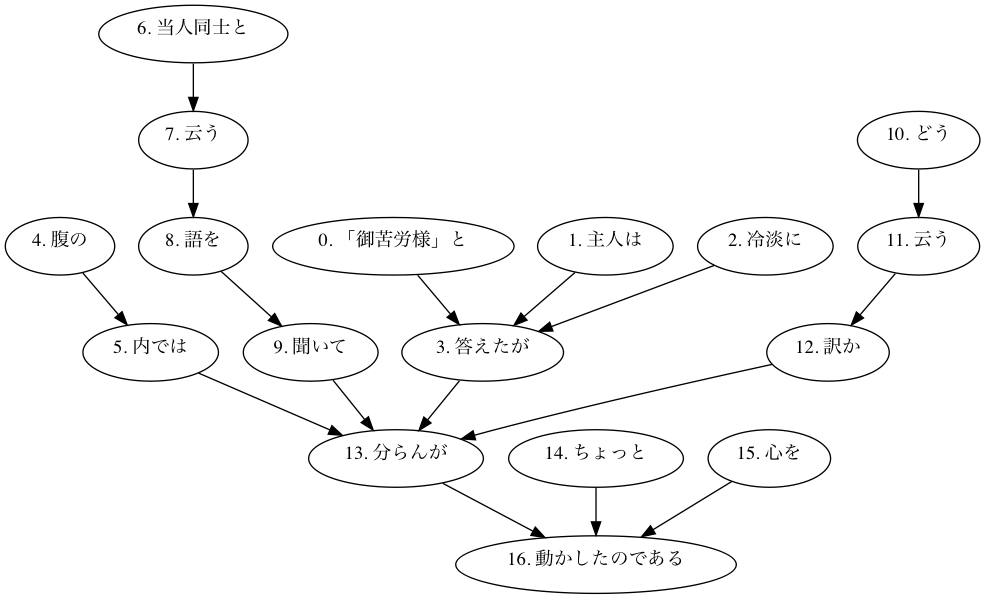 6. 当人同士と
7. 云う
10. どう
4. 腹の
8. 語を
0. 「御苦労様」と
1. 主人は
2. 冷淡に
11. 云う
5. 内では
9. 聞いて
3. 答えたが
12. 訳か
13. 分らんが
14. ちょっと
15. 心を
16. 動かしたのである